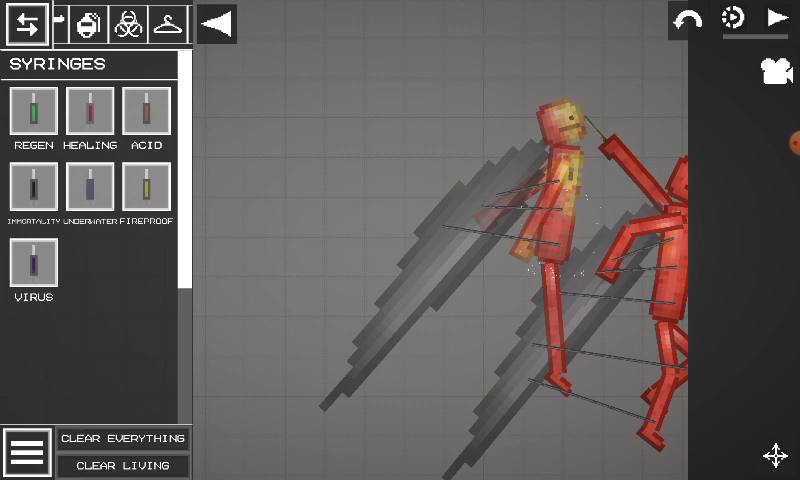 SYRINGES
REGEN HEALING ACID
IMMORTALITY UNDERWATER FIREPROOF
VIRUS
CLEAR EVERYTHING
CLEAR LIVING